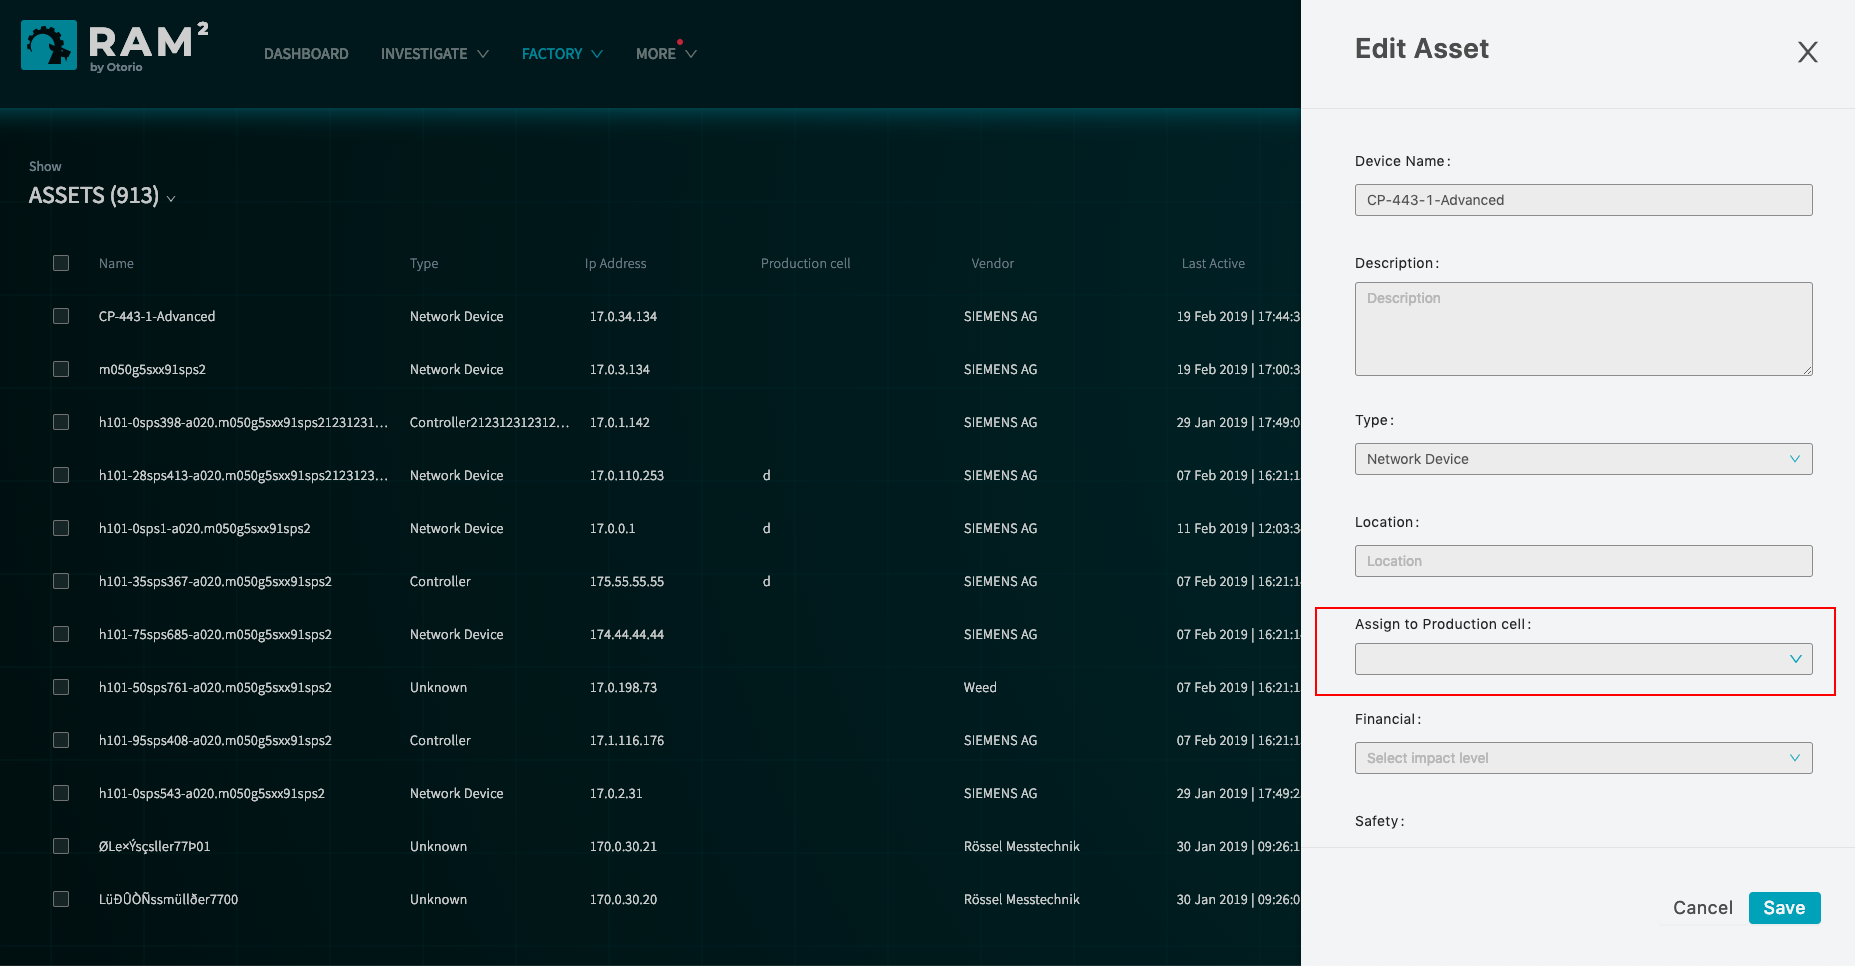 RAM²
by Otorio
DASHBOARD
INVESTIGATE
FACTORY
MORE
Show
ASSETS (913)
Name Type Ip Address Production cell Vendor Last Active
CP-443-1-Advanced Network Device 17.0.34.134 SIEMENS AG 19 Feb 2019 | 17:44:3
m050g5sxx91sps2 Network Device 17.0.3.134 SIEMENS AG 19 Feb 2019 | 17:00:3
h101-0sps398-a020.m050g5sxx91sps21231231... Controller212312312312... 17.0.1.142 SIEMENS AG 29 Jan 2019 | 17:49:0
h101-28sps413-a020.m050g5sxx91sps2123123... Network Device 17.0.110.253 d SIEMENS AG 07 Feb 2019 | 16:21:1
h101-0sps1-a020.m050g5sxx91sps2 Network Device 17.0.0.1 d SIEMENS AG 11 Feb 2019 | 12:03:3
h101-35sps367-a020.m050g5sxx91sps2 Controller 175.55.55.55 d SIEMENS AG 07 Feb 2019 | 16:21:1
h101-75sps685-a020.m050g5sxx91sps2 Network Device 174.44.44.44 SIEMENS AG 07 Feb 2019 | 16:21:1
h101-50sps761-a020.m050g5sxx91sps2 Unknown 17.0.198.73 Weed 07 Feb 2019 | 16:21:1
h101-95sps408-a020.m050g5sxx91sps2 Controller 17.1.116.176 SIEMENS AG 07 Feb 2019 | 16:21:1
h101-0sps543-a020.m050g5sxx91sps2 Network Device 17.0.2.31 SIEMENS AG 29 Jan 2019 | 17:49:2
ØLe×Ýsçsller77Þ01 Unknown 170.0.30.21 Rössel Messtechnik 30 Jan 2019 | 09:26:1
LüÐÛÒÑssmüllðer7700 Unknown 170.0.30.20 Rössel Messtechnik 30 Jan 2019 | 09:26:0
Edit Asset
Device Name:
CP-443-1-Advanced
Description:
Description
Type:
Network Device
Location:
Location
Assign to Production cell:
Financial:
Select impact level
Safety:
Cancel
Save